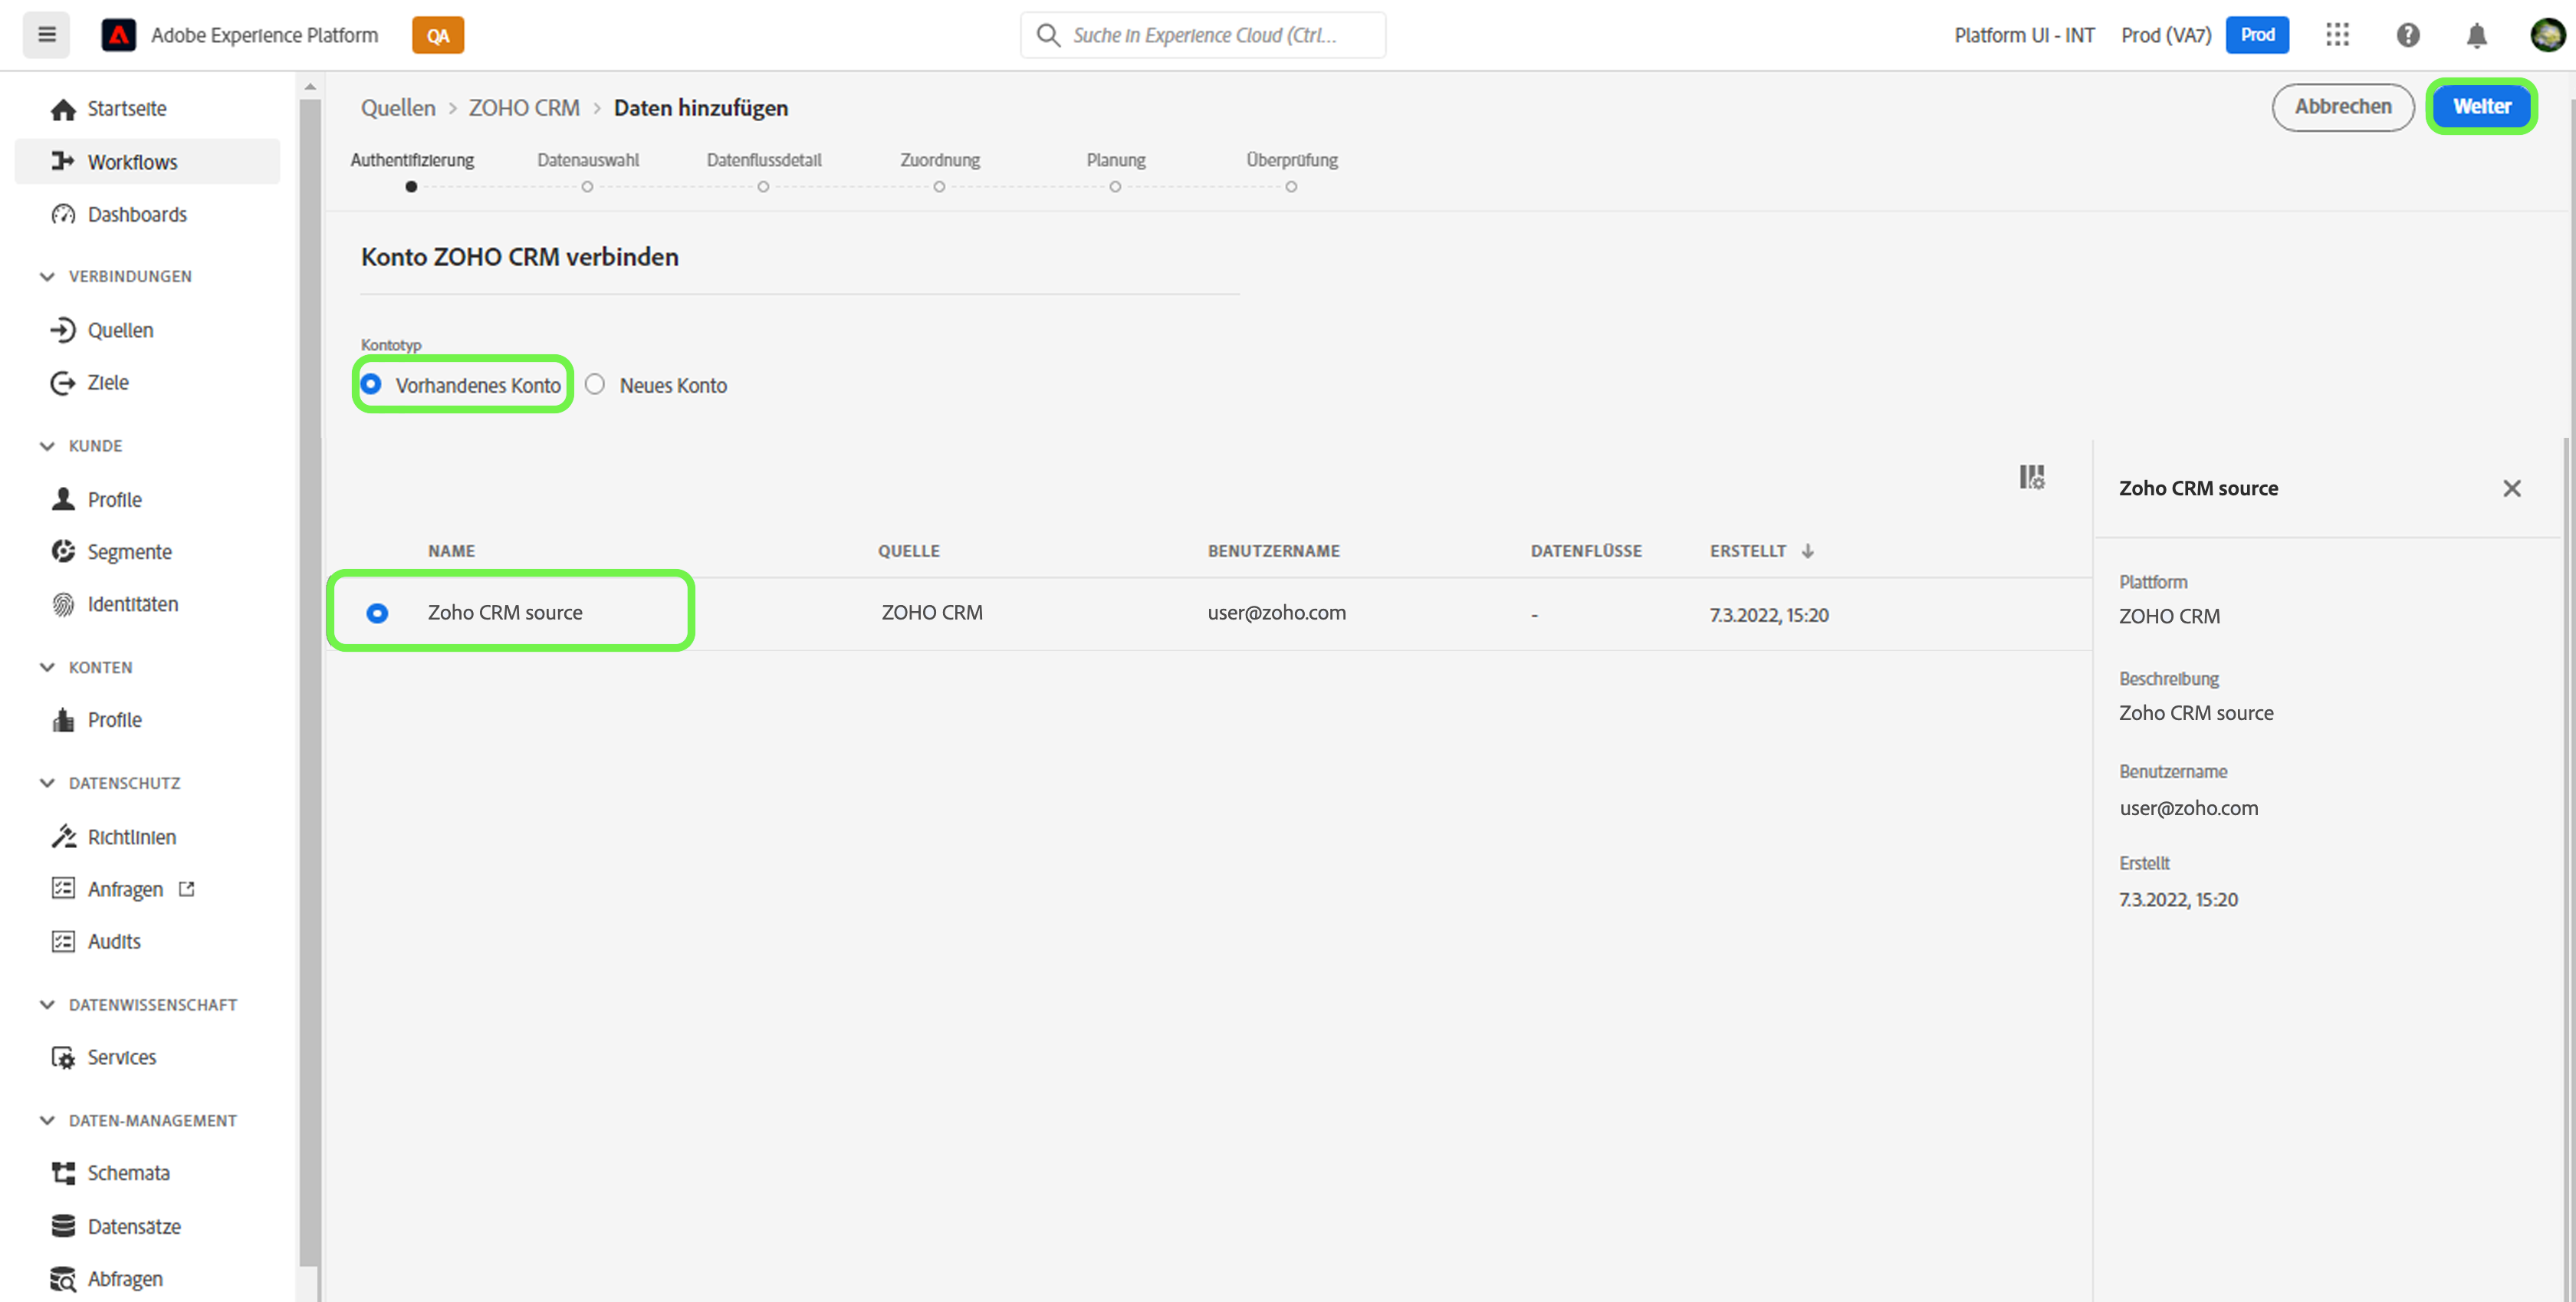 Adobe Experience Platform
QA
Suche in Experience Cloud (Ctrl...
Platform UI - INT
Prod (VA7)
Prod
Startseite
Workflows
Dashboards
VERBINDUNGEN
Quellen
Ziele
KUNDE
Profile
Segmente
Identitäten
KONTEN
Profile
DATENSCHUTZ
Richtlinien
Anfragen
Audits
DATENWISSENSCHAFT
Services
DATEN-MANAGEMENT
Schemata
Datensätze
Abfragen
Quellen > ZOHO CRM > Daten hinzufügen
Abbrechen
Weiter
Authentifizierung
Datenauswahl
Datenflussdetail
Zuordnung
Planung
Überprüfung
Konto ZOHO CRM verbinden
Kontotyp
Vorhandenes Konto
Neues Konto
NAME QUELLE BENUTZERNAME DATENFLÜSSE ERSTELLT
Zoho CRM source ZOHO CRM user@zoho.com - 7.3.2022, 15:20
Zoho CRM source
Plattform
ZOHO CRM
Beschreibung
Zoho CRM source
Benutzername
user@zoho.com
Erstellt
7.3.2022, 15:20